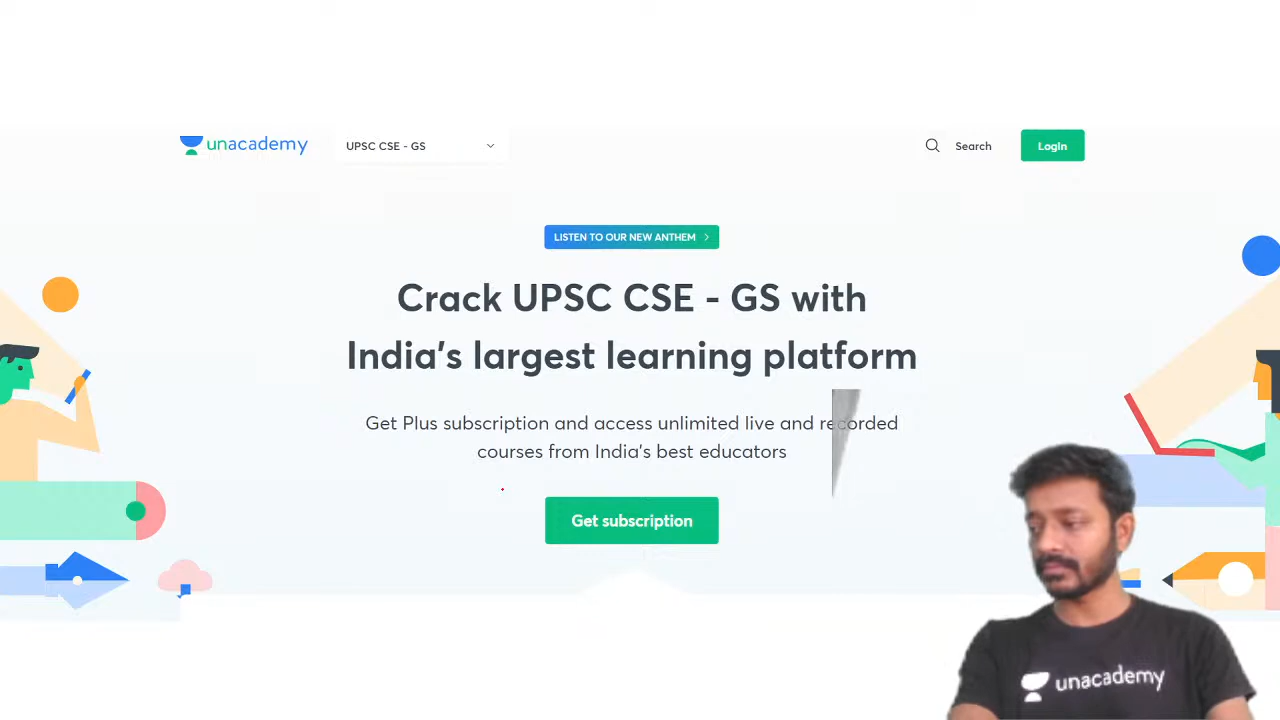 unacademy
UPSC CSE - GS
Search
Login
LISTEN TO OUR NEW ANTHEM
Crack UPSC CSE - GS with
India's largest learning platform
Get Plus subscription and access unlimited live and recorded
courses from India's best educators
Get subscription
unacademy